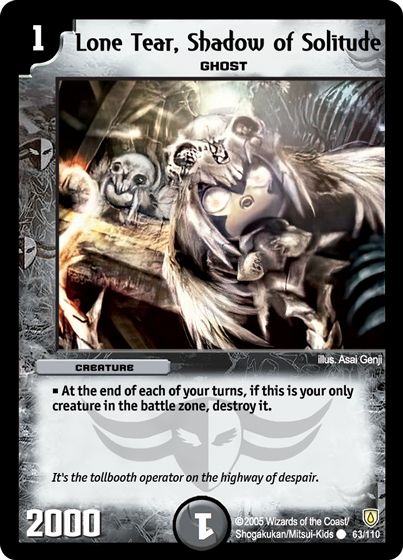 1
Lone Tear, Shadow of Solitude
GHOST
illus. Asai Genji
CREATURE
▪ At the end of each of your turns, if this is your only
creature in the battle zone, destroy it.
It's the tollbooth operator on the highway of despair.
2000
1
©2005 Wizards of the Coast/
Shogakukan/Mitsui-Kids ● 63/110